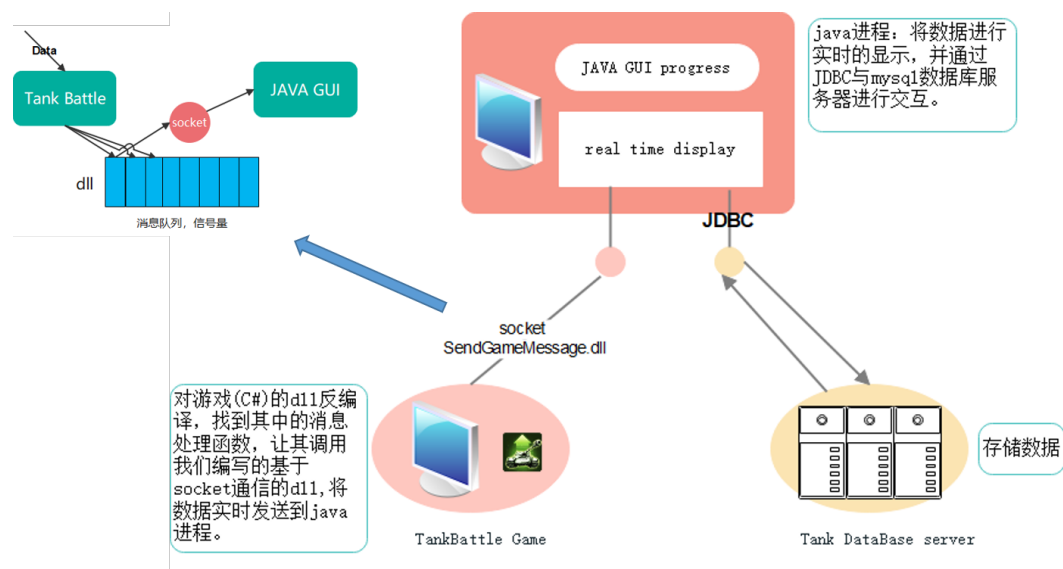 Data
Tank Battle
JAVA GUI
socket
dll
消息队列，信号量
JAVA GUI progress
real time display
java进程：将数据进行
实时的显示，并通过
JDBC与mysql数据库服
务器进行交互。
JDBC
socket
SendGameMessage.dll
对游戏(C#)的dll反编
译，找到其中的消息
处理函数，让其调用
我们编写的基于
socket通信的dll,将
数据实时发送到java
进程。
存储数据
TankBattle Game
Tank DataBase server